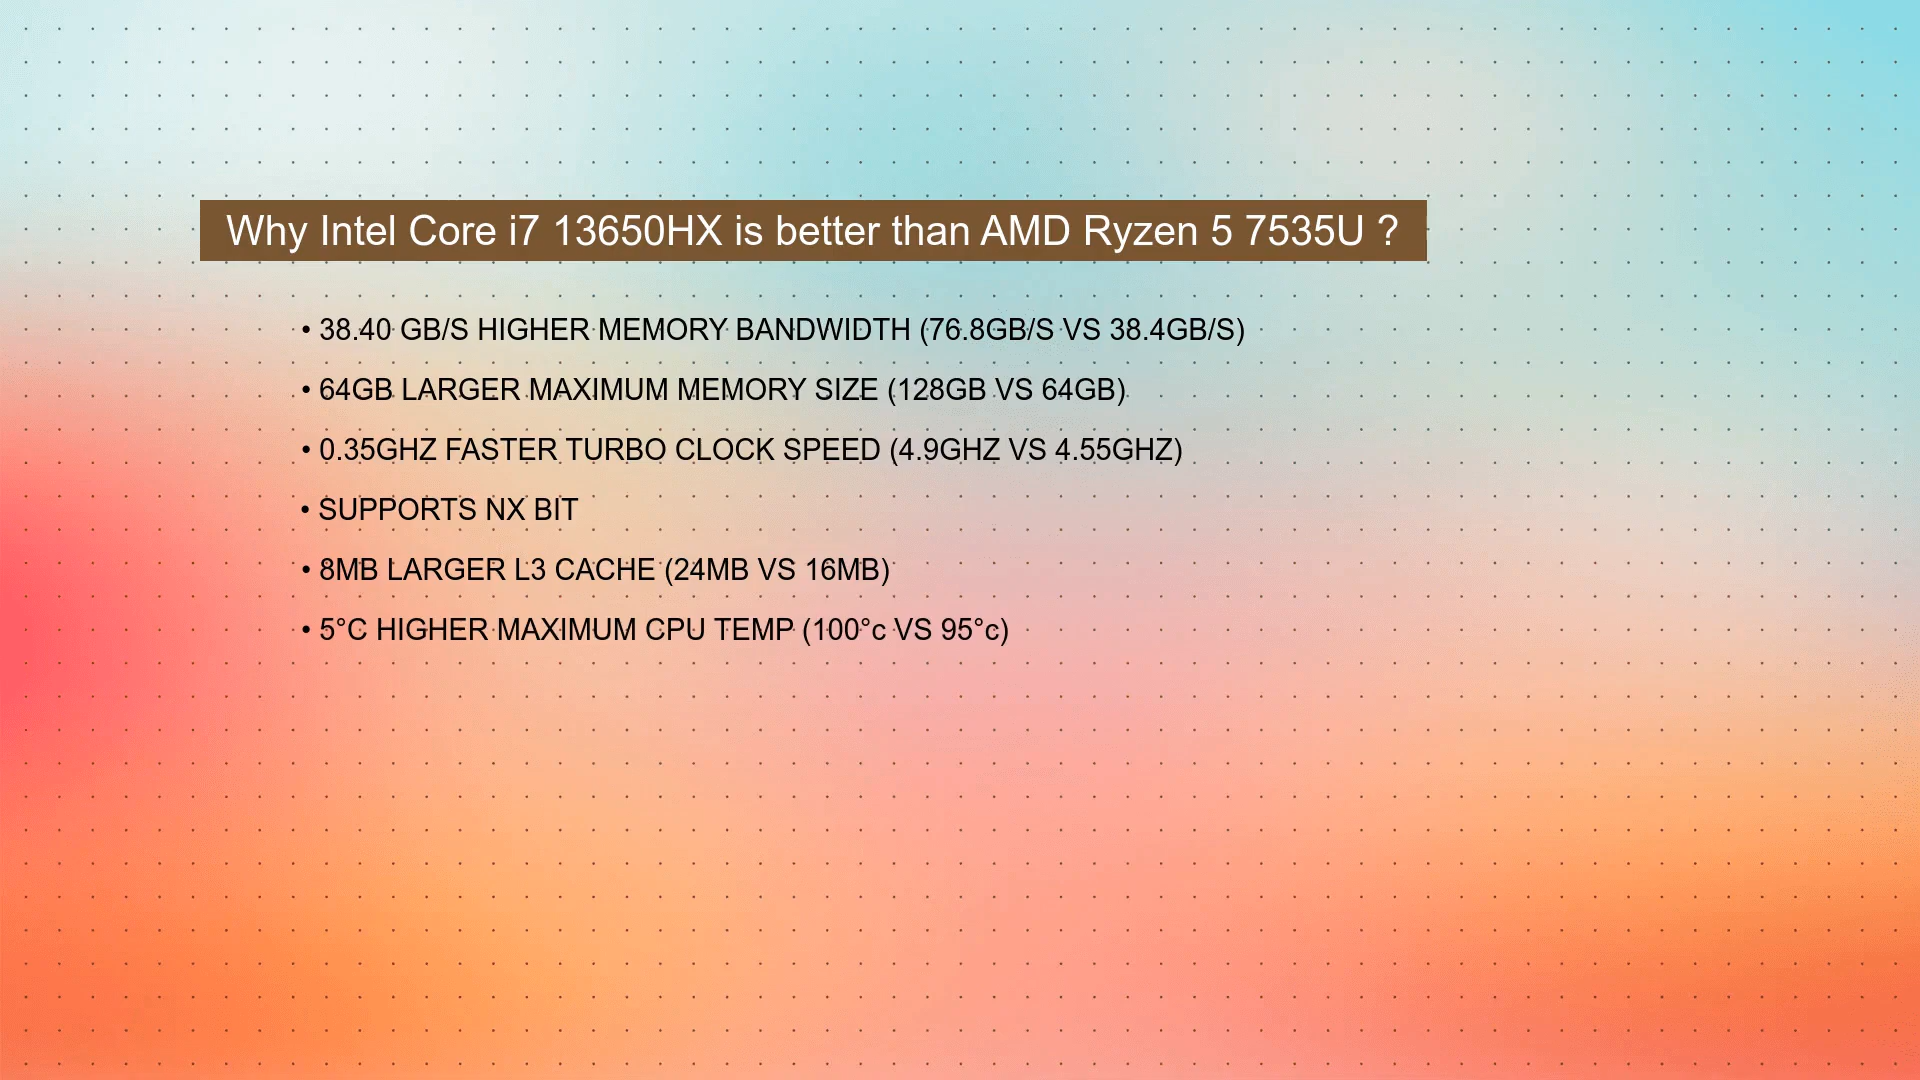 Why Intel Core i7 13650HX is better than AMD Ryzen 5 7535U ?
• 38.40 GB/S HIGHER MEMORY BANDWIDTH (76.8GB/S VS 38.4GB/S)
• 64GB LARGER MAXIMUM MEMORY SIZE (128GB VS 64GB)
• 0.35GHZ FASTER TURBO CLOCK SPEED (4.9GHZ VS 4.55GHZ)
• SUPPORTS NX BIT
• 8MB LARGER L3 CACHE (24MB VS 16MB)
• 5°C HIGHER MAXIMUM CPU TEMP (100°c VS 95°c)